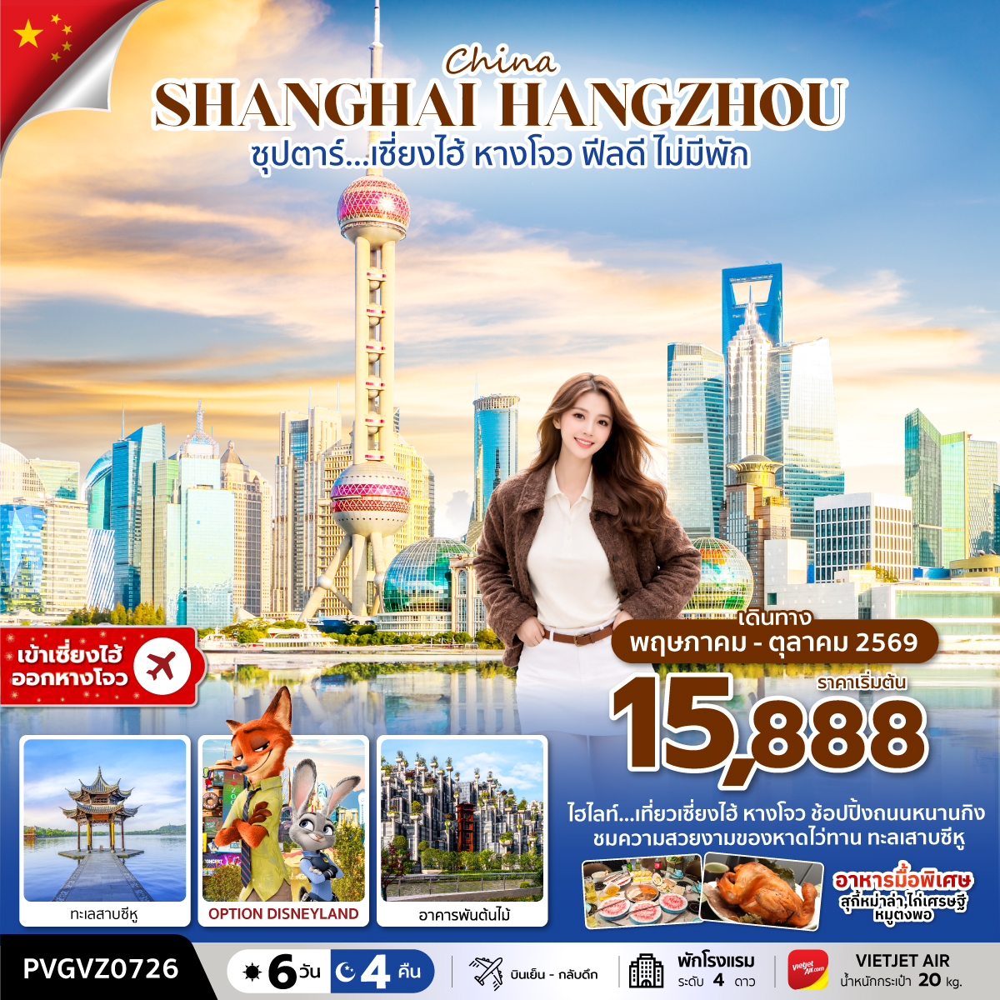 China
SHANGHAI HANGZHOU
ซุปตาร์...เซี่ยงไฮ้ หางโจว ฟีลดี ไม่มีพัก
เข้าเซี่ยงไฮ้
ออกหางโจว
เดินทาง
พฤษภาคม - ตุลาคม 2569
ราคาเริ่มต้น
15,888
ทะเลสาบซีหู
OPTION DISNEYLAND
อาคารพันต้นไม้
ไฮไลท์...เที่ยวเซี่ยงไฮ้ หางโจว ช้อปปิ้งถนนหนานกิง
ชมความสวยงามของหาดไว่ทาน ทะเลสาบซีหู
อาหารมื้อพิเศษ
สุกี้หม่าล่า,ไก่เศรษฐี
หมูตงพอ
PVGVZ0726
6 วัน 4 คืน
บินเย็น - กลับดึก
พักโรงแรม
ระดับ 4 ดาว
vietjet
Air.com
VIETJET AIR
น้ำหนักกระเป๋า 20 kg.